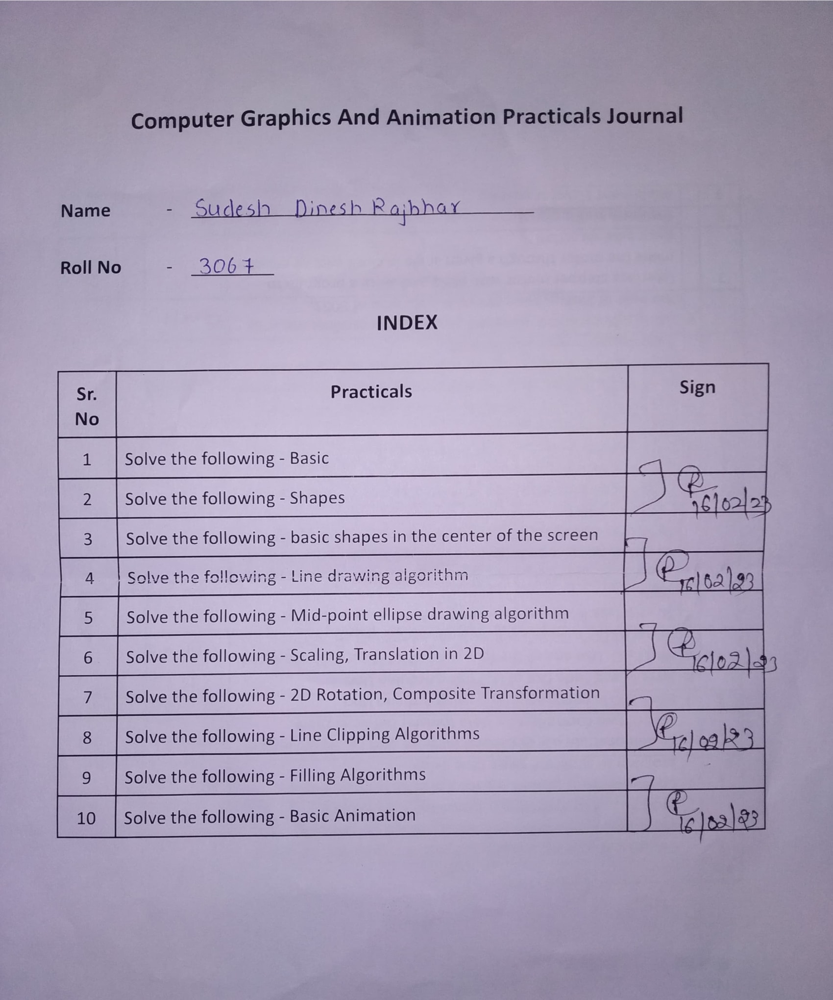 Computer Graphics And Animation Practicals Journal
Name - Sudesh Dinesh Rajbhar
Roll No - 3067
INDEX
Sr. No Practicals Sign
1 Solve the following - Basic
2 Solve the following - Shapes 16/02/23
3 Solve the following - basic shapes in the center of the screen
4 Solve the following - Line drawing algorithm 16/02/23
5 Solve the following - Mid-point ellipse drawing algorithm
6 Solve the following - Scaling, Translation in 2D 16/02/23
7 Solve the following - 2D Rotation, Composite Transformation
8 Solve the following - Line Clipping Algorithms 16/02/23
9 Solve the following - Filling Algorithms
10 Solve the following - Basic Animation 16/02/23